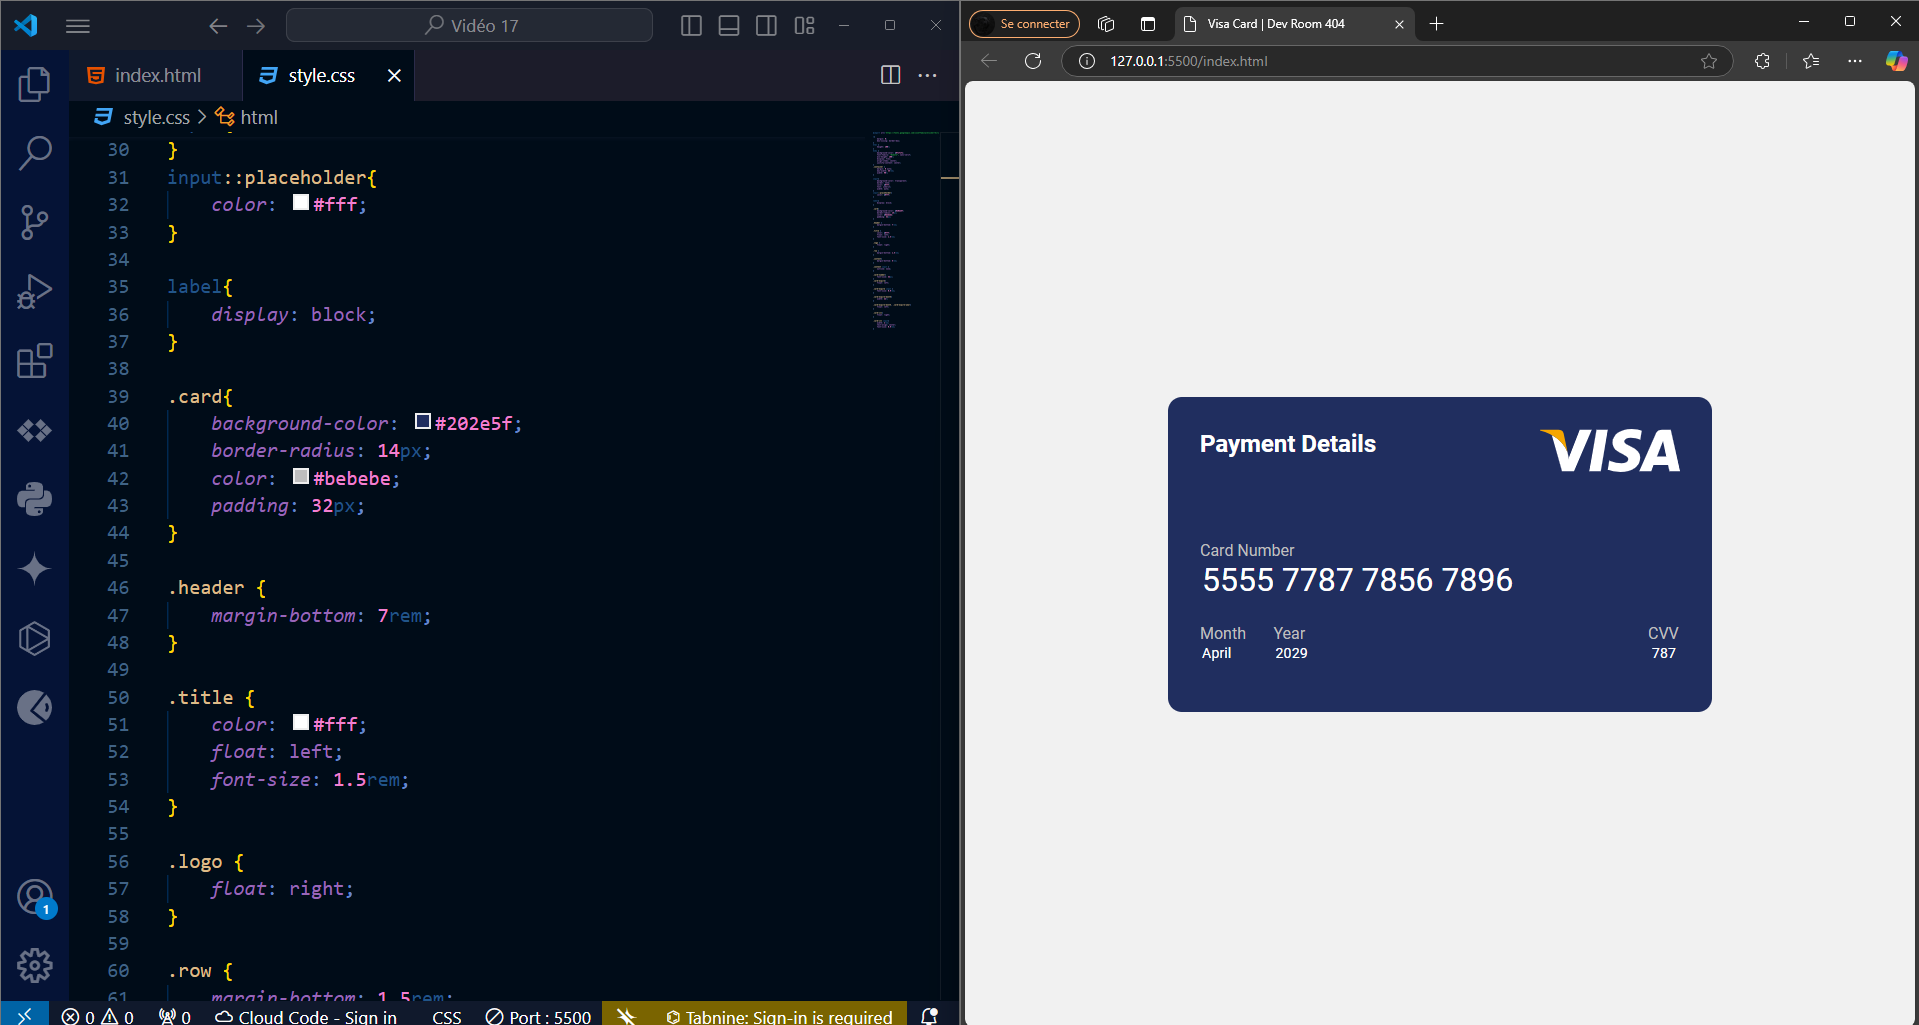 Vidéo 17
index.html
style.css
style.css > html
30 }
31 input::placeholder{
32 color: #fff;
33 }
34
35 label{
36 display: block;
37 }
38
39 .card{
40 background-color: #202e5f;
41 border-radius: 14px;
42 color: #bebebe;
43 padding: 32px;
44 }
45
46 .header {
47 margin-bottom: 7rem;
48 }
49
50 .title {
51 color: #fff;
52 float: left;
53 font-size: 1.5rem;
54 }
55
56 .logo {
57 float: right;
58 }
59
60 .row {
61 margin-bottom: 1.5rem;
1
0 0 0 Cloud Code - Sign in CSS Port : 5500 Tabnine: Sign-in is required
Se connecter
Visa Card | Dev Room 404
127.0.0.1:5500/index.html
Payment Details
VISA
Card Number
5555 7787 7856 7896
Month Year CVV
April 2029 787